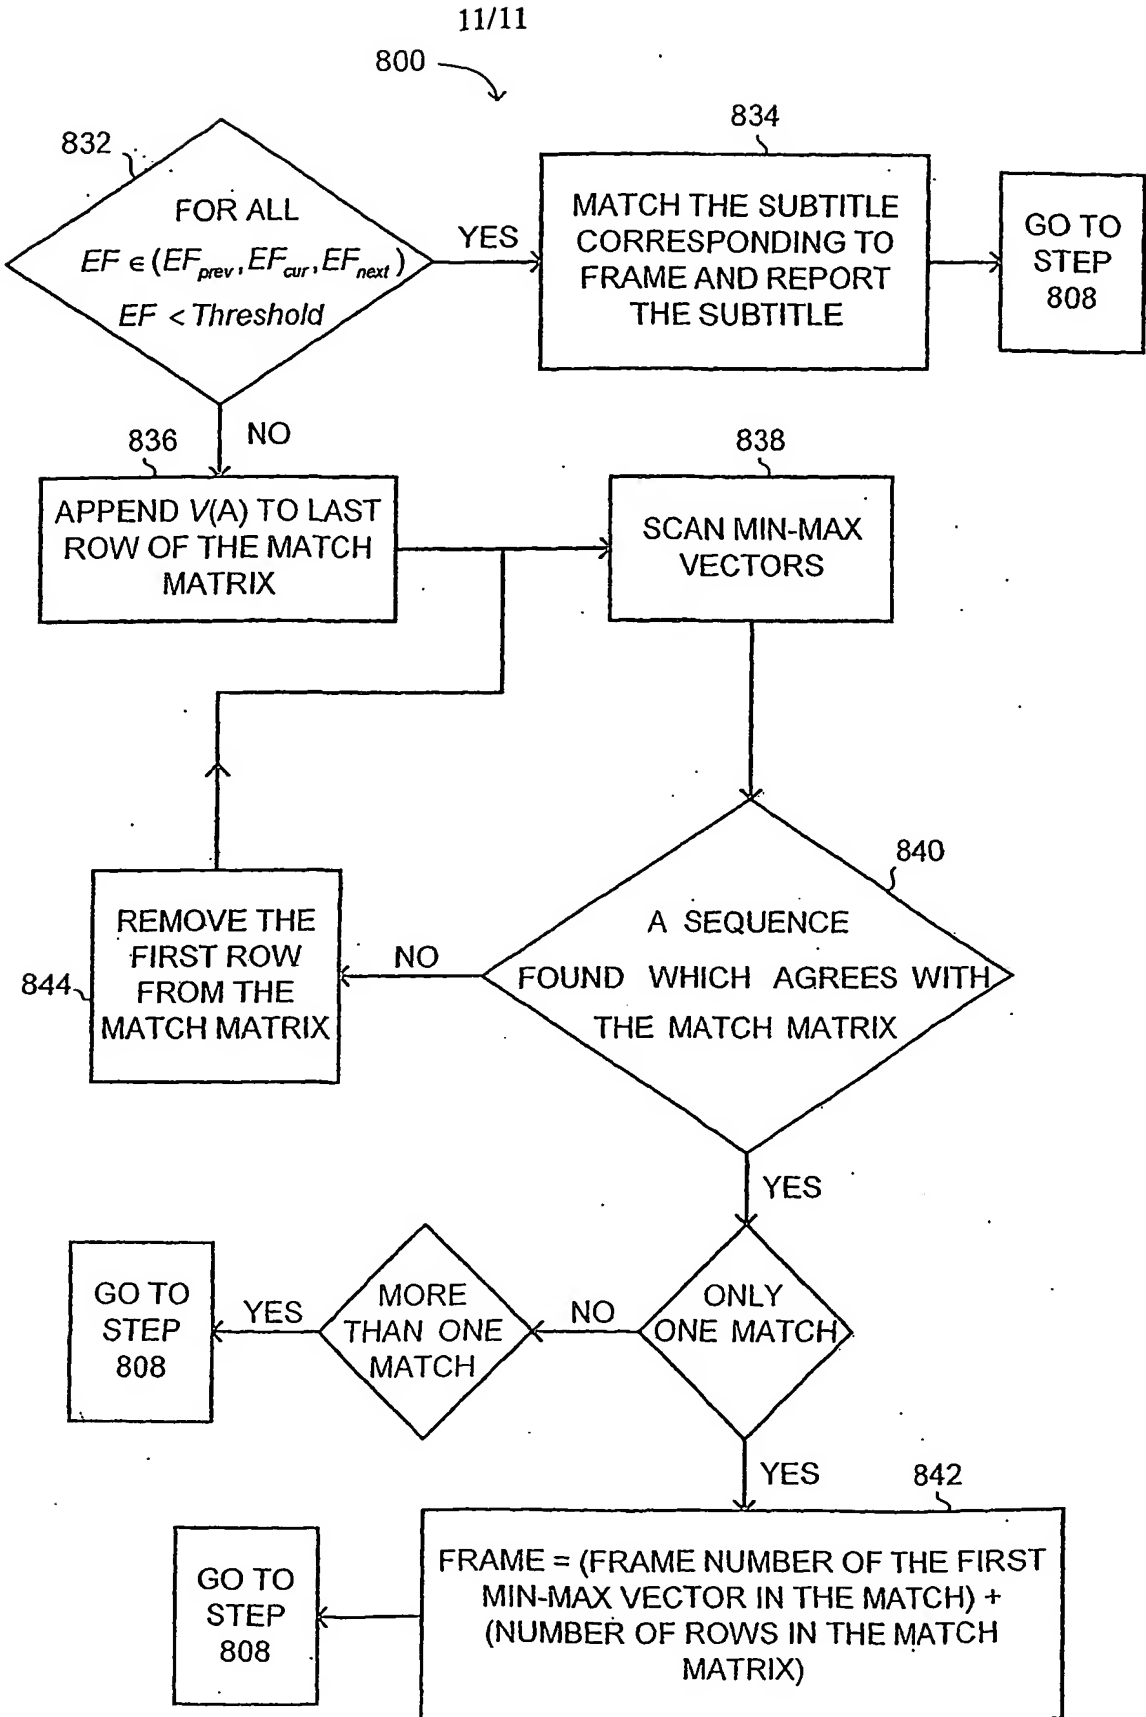 11/11
800
832
FOR ALL
EF ∈ (EF_prev, EF_cur, EF_next)
EF < Threshold
YES
834
MATCH THE SUBTITLE
CORRESPONDING TO
FRAME AND REPORT
THE SUBTITLE
GO TO
STEP
808
NO
836
APPEND V(A) TO LAST
ROW OF THE MATCH
MATRIX
838
SCAN MIN-MAX
VECTORS
840
A SEQUENCE
FOUND WHICH AGREES WITH
THE MATCH MATRIX
NO
844
REMOVE THE
FIRST ROW
FROM THE
MATCH MATRIX
YES
ONLY
ONE MATCH
NO
MORE
THAN ONE
MATCH
YES
GO TO
STEP
808
YES
842
FRAME = (FRAME NUMBER OF THE FIRST
MIN-MAX VECTOR IN THE MATCH) +
(NUMBER OF ROWS IN THE MATCH
MATRIX)
GO TO
STEP
808